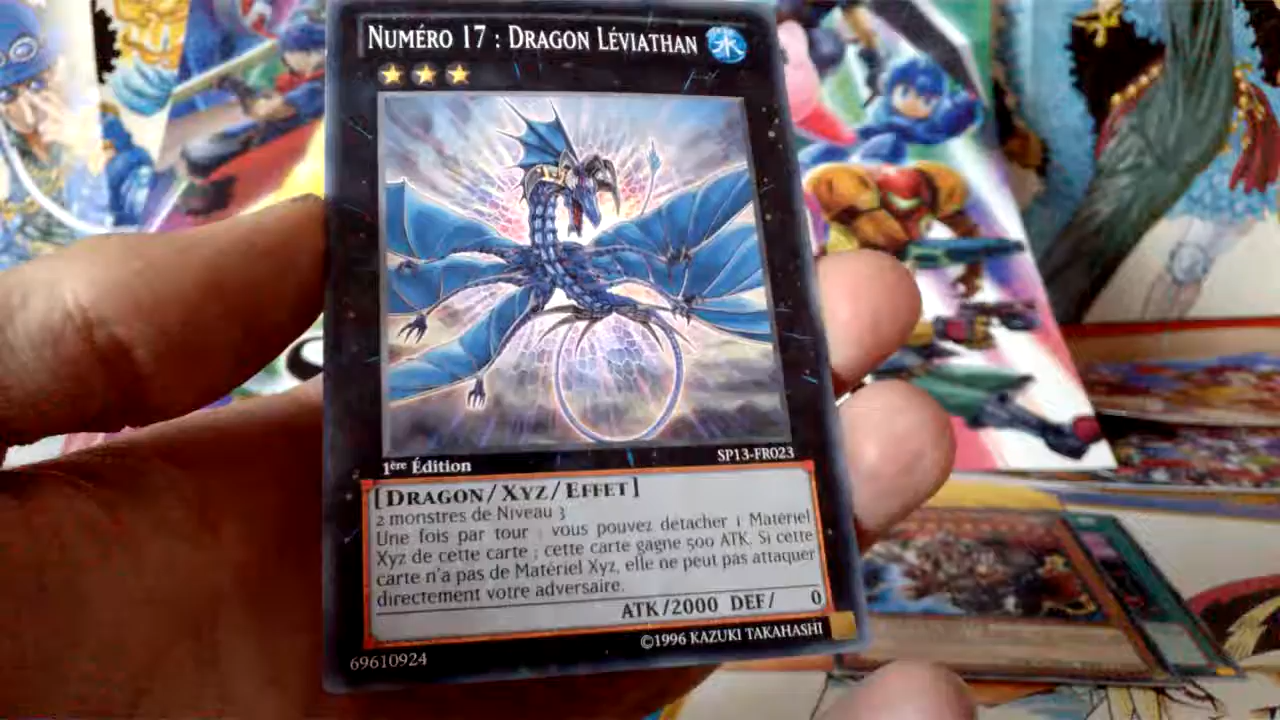 Numéro 17 : Dragon Léviathan
1ère Édition
SP13-FR023
[Dragon/Xyz/Effet]
2 monstres de Niveau 3
Une fois par tour : vous pouvez détacher 1 Matériel
Xyz de cette carte ; cette carte gagne 500 ATK. Si cette
carte n'a pas de Matériel Xyz, elle ne peut pas attaquer
directement votre adversaire.
ATK/2000 DEF/ 0
©1996 KAZUKI TAKAHASHI
69610924